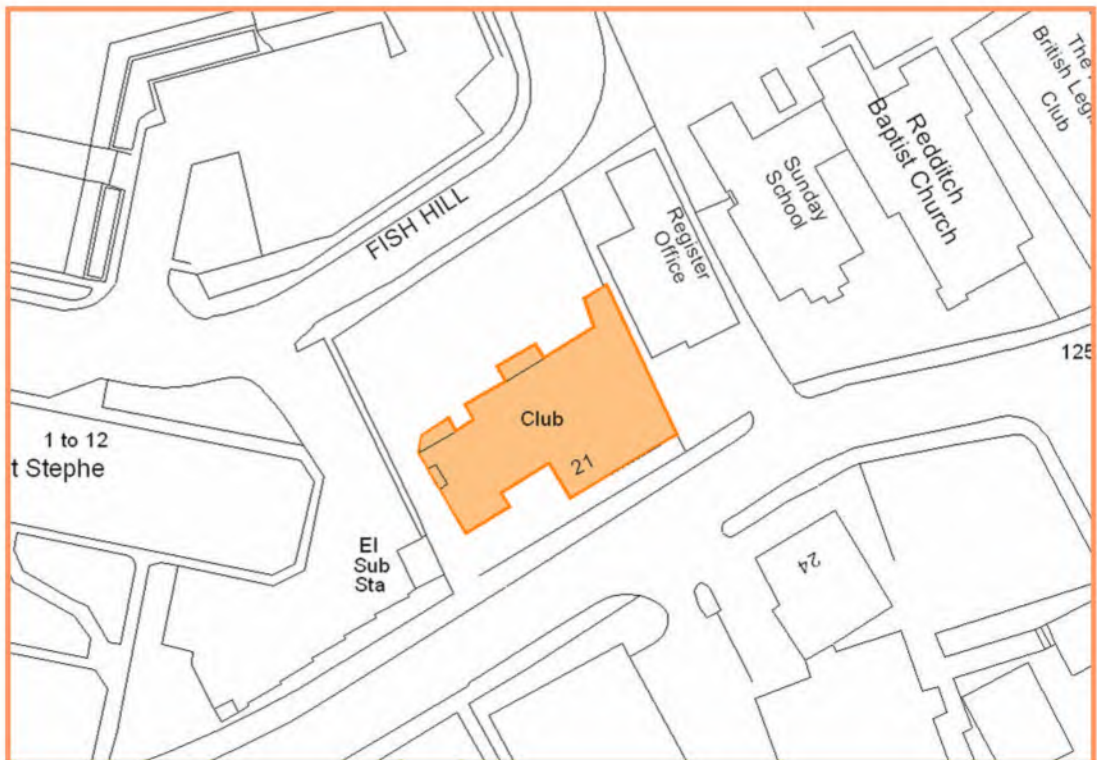 The
British Legi
Club
Redditch
Baptist Church
Sunday
School
Register
Office
FISH HILL
125
Club
21
1 to 12
t Stephe
El
Sub
Sta
24